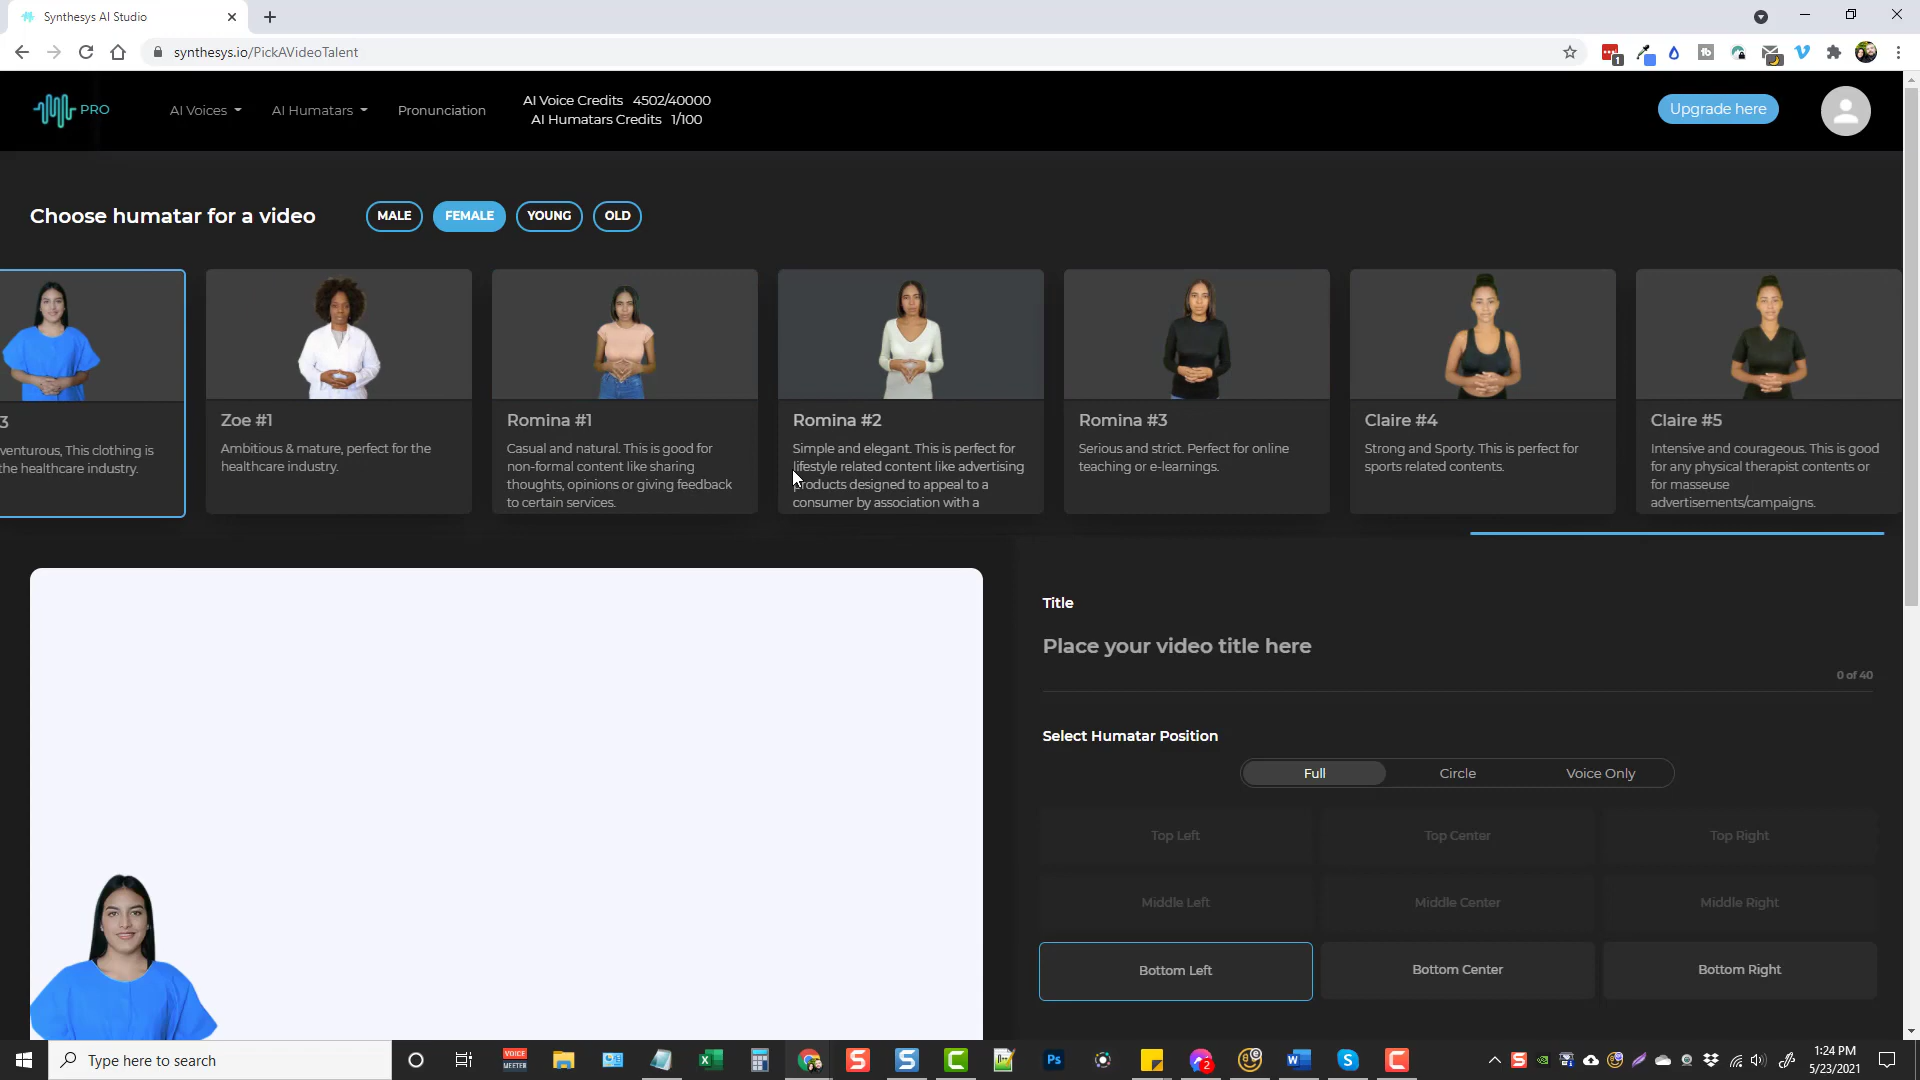 Synthesys AI Studio
synthesys.io/PickAVideoTalent
PRO
AI Voices
AI Humatars
Pronunciation
AI Voice Credits 4502/40000
AI Humatars Credits 1/100
Upgrade here
Choose humatar for a video
MALE
FEMALE
YOUNG
OLD
3
venturous, This clothing is
the healthcare industry.
Zoe #1
Ambitious & mature, perfect for the
healthcare industry.
Romina #1
Casual and natural. This is good for
non-formal content like sharing
thoughts, opinions or giving feedback
to certain services.
Romina #2
Simple and elegant. This is perfect for
lifestyle related content like advertising
products designed to appeal to a
consumer by association with a
Romina #3
Serious and strict. Perfect for online
teaching or e-learnings.
Claire #4
Strong and Sporty. This is perfect for
sports related contents.
Claire #5
Intensive and courageous. This is good
for any physical therapist contents or
for masseuse
advertisements/campaigns.
Title
Place your video title here
0 of 40
Select Humatar Position
Full
Circle
Voice Only
Top Left
Top Center
Top Right
Middle Left
Middle Center
Middle Right
Bottom Left
Bottom Center
Bottom Right
Type here to search
VOICE
MEETER
Ps
2
1:24 PM
5/23/2021